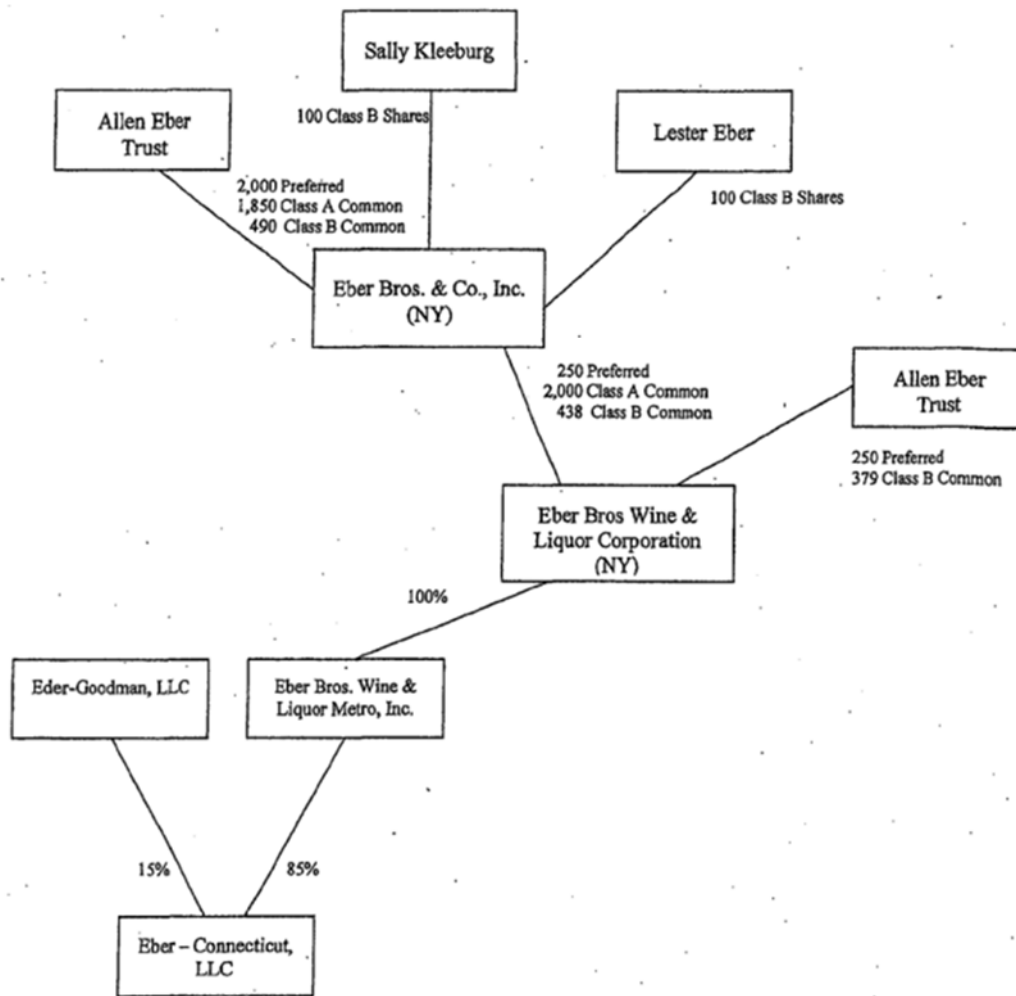 Sally Kleeburg
Allen Eber
Trust
100 Class B Shares
Lester Eber
2,000 Preferred
1,850 Class A Common
490 Class B Common
100 Class B Shares
Eber Bros. & Co., Inc.
(NY)
250 Preferred
2,000 Class A Common
438 Class B Common
Allen Eber
Trust
250 Preferred
379 Class B Common
Eber Bros Wine &
Liquor Corporation
(NY)
100%
Eder-Goodman, LLC
Eber Bros. Wine &
Liquor Metro, Inc.
15%
85%
Eber – Connecticut,
LLC